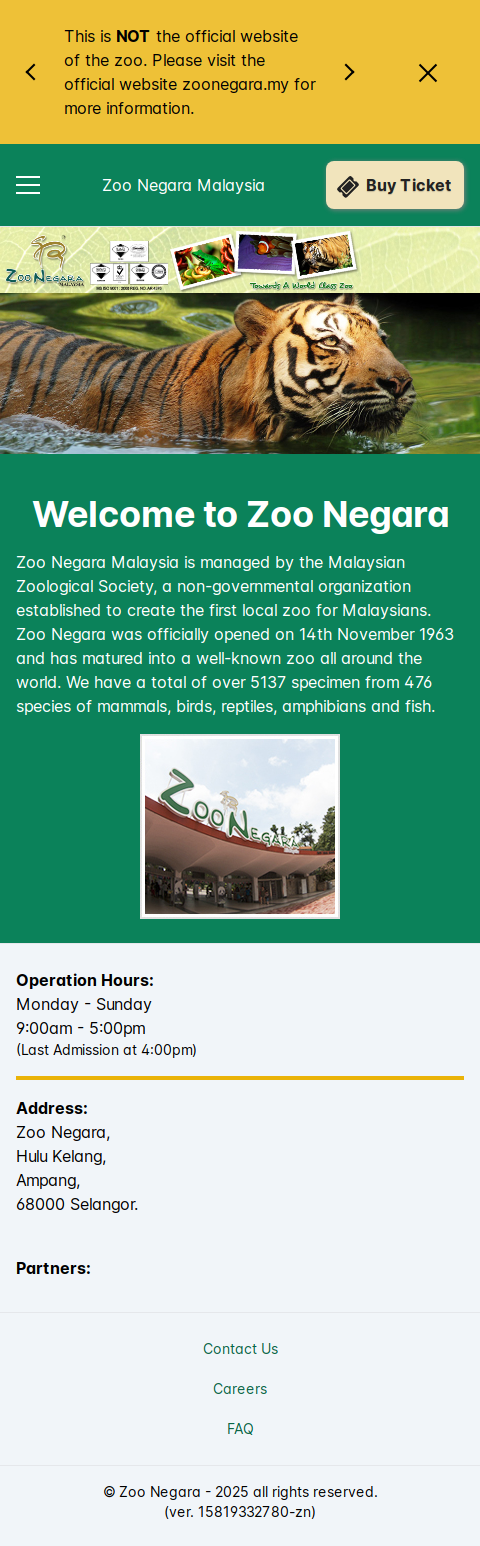 This is NOT the official website
of the zoo. Please visit the
official website zoonegara.my for
more information.
Zoo Negara Malaysia
Buy Ticket
ZOO NEGARA
MALAYSIA
Towards A World Class Zoo
Welcome to Zoo Negara
Zoo Negara Malaysia is managed by the Malaysian
Zoological Society, a non-governmental organization
established to create the first local zoo for Malaysians.
Zoo Negara was officially opened on 14th November 1963
and has matured into a well-known zoo all around the
world. We have a total of over 5137 specimen from 476
species of mammals, birds, reptiles, amphibians and fish.
ZOO NEGARA
Operation Hours:
Monday - Sunday
9:00am - 5:00pm
(Last Admission at 4:00pm)
Address:
Zoo Negara,
Hulu Kelang,
Ampang,
68000 Selangor.
Partners:
Contact Us
Careers
FAQ
© Zoo Negara - 2025 all rights reserved.
(ver. 15819332780-zn)